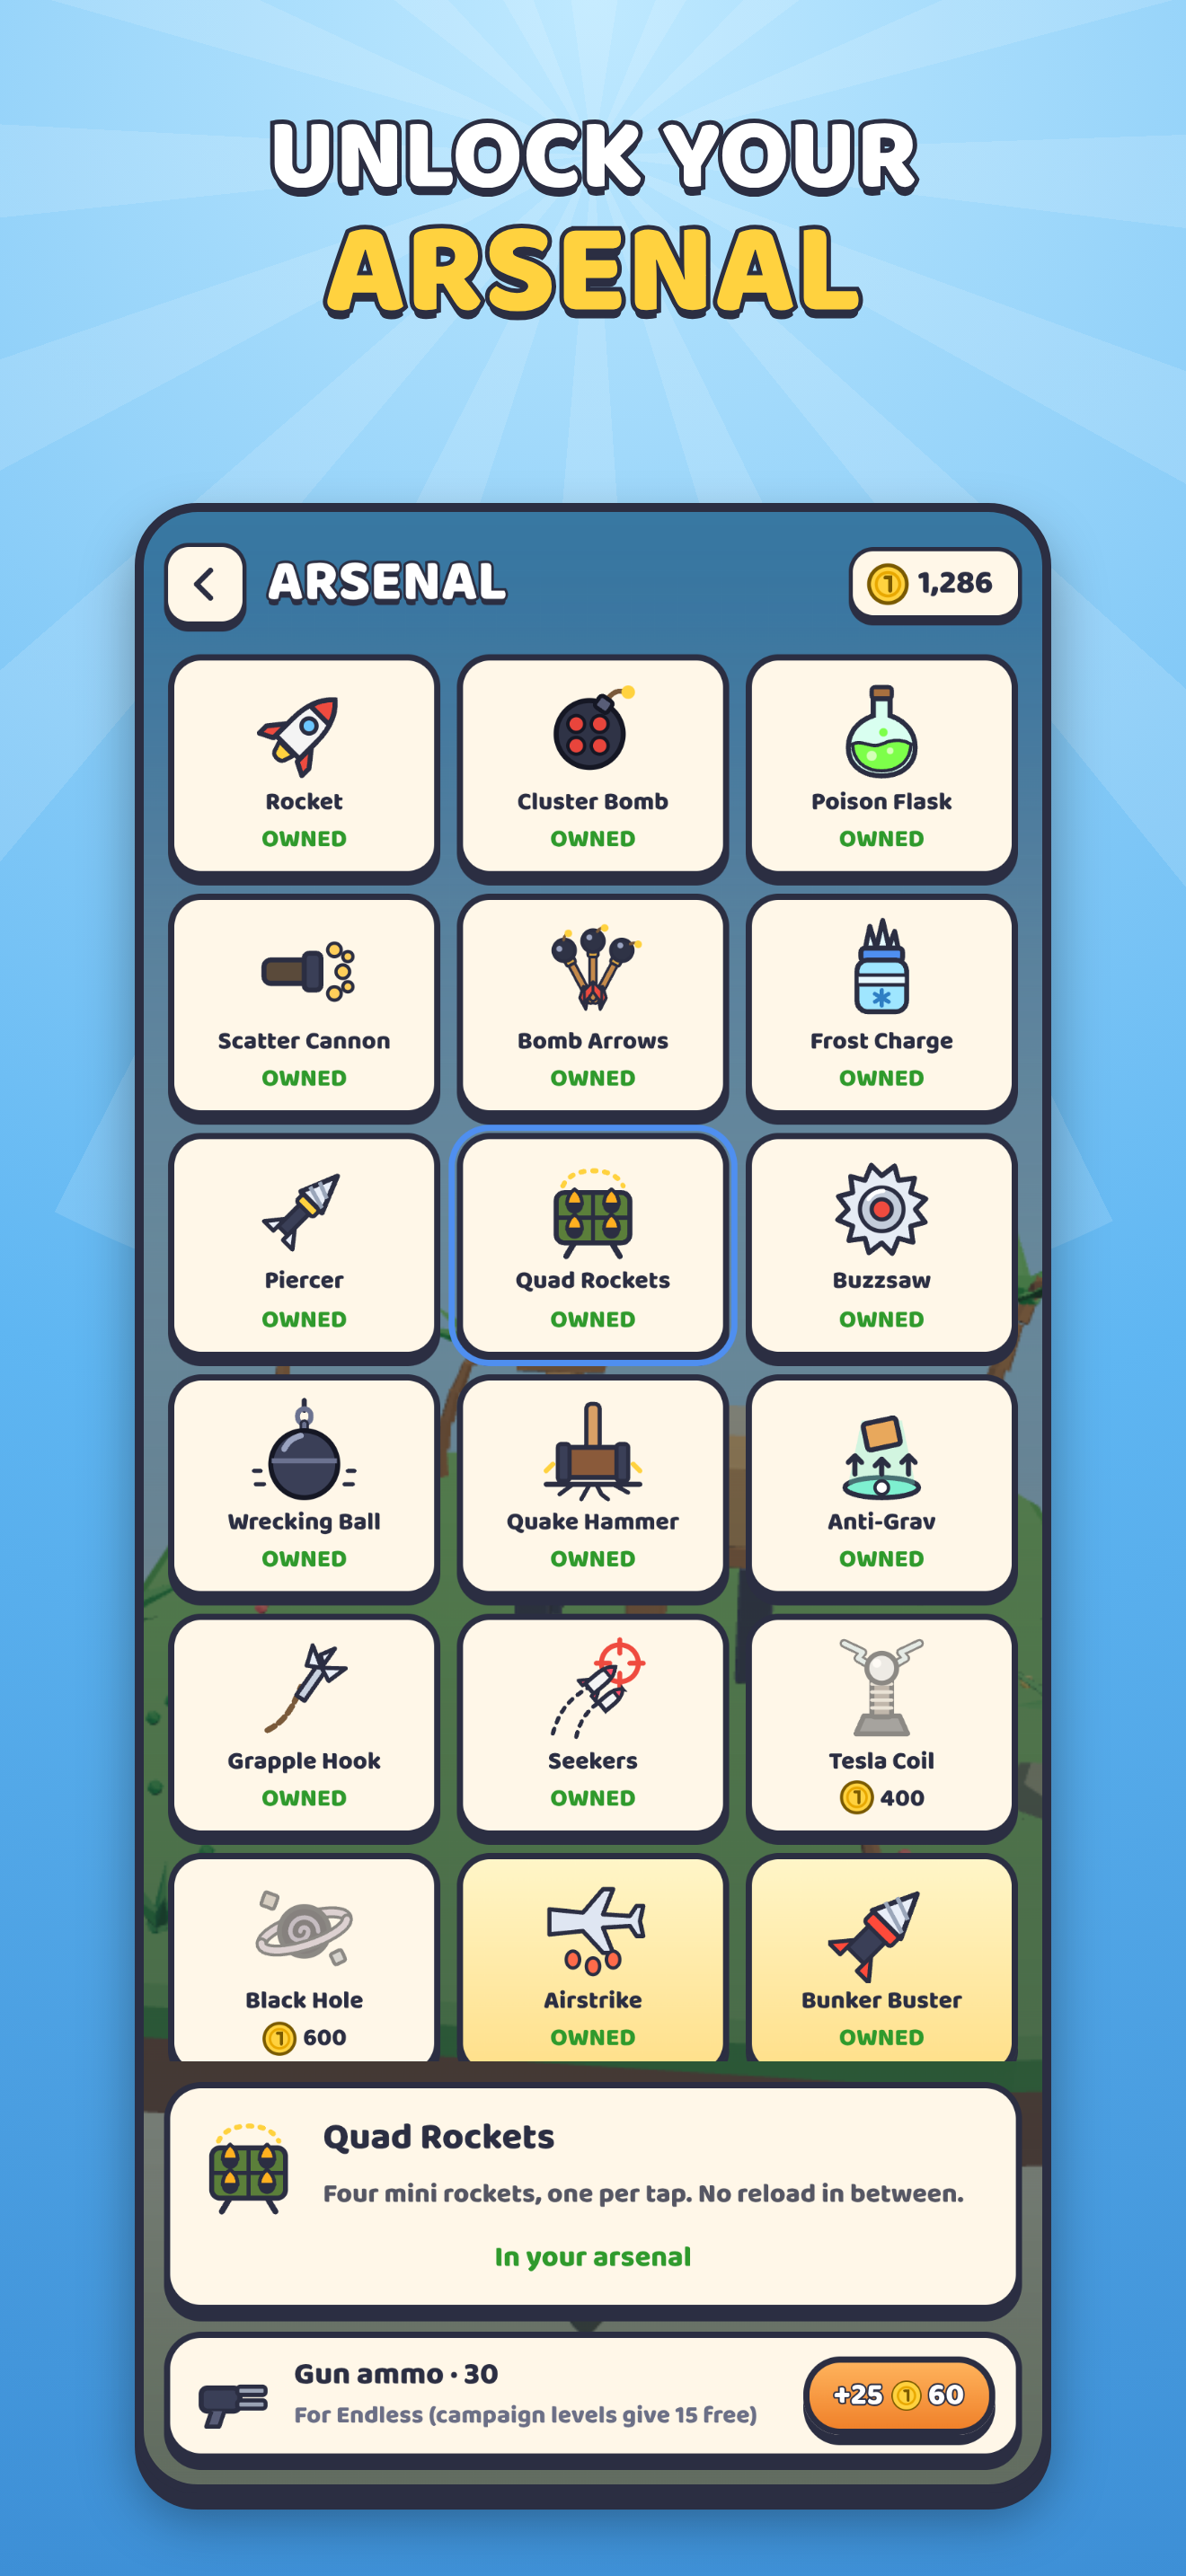 UNLOCK YOUR
ARSENAL
ARSENAL
1,286
Rocket
OWNED
Cluster Bomb
OWNED
Poison Flask
OWNED
Scatter Cannon
OWNED
Bomb Arrows
OWNED
Frost Charge
OWNED
Piercer
OWNED
Quad Rockets
OWNED
Buzzsaw
OWNED
Wrecking Ball
OWNED
Quake Hammer
OWNED
Anti-Grav
OWNED
Grapple Hook
OWNED
Seekers
OWNED
Tesla Coil
400
Black Hole
600
Airstrike
OWNED
Bunker Buster
OWNED
Quad Rockets
Four mini rockets, one per tap. No reload in between.
In your arsenal
Gun ammo · 30
For Endless (campaign levels give 15 free)
+25 1 60